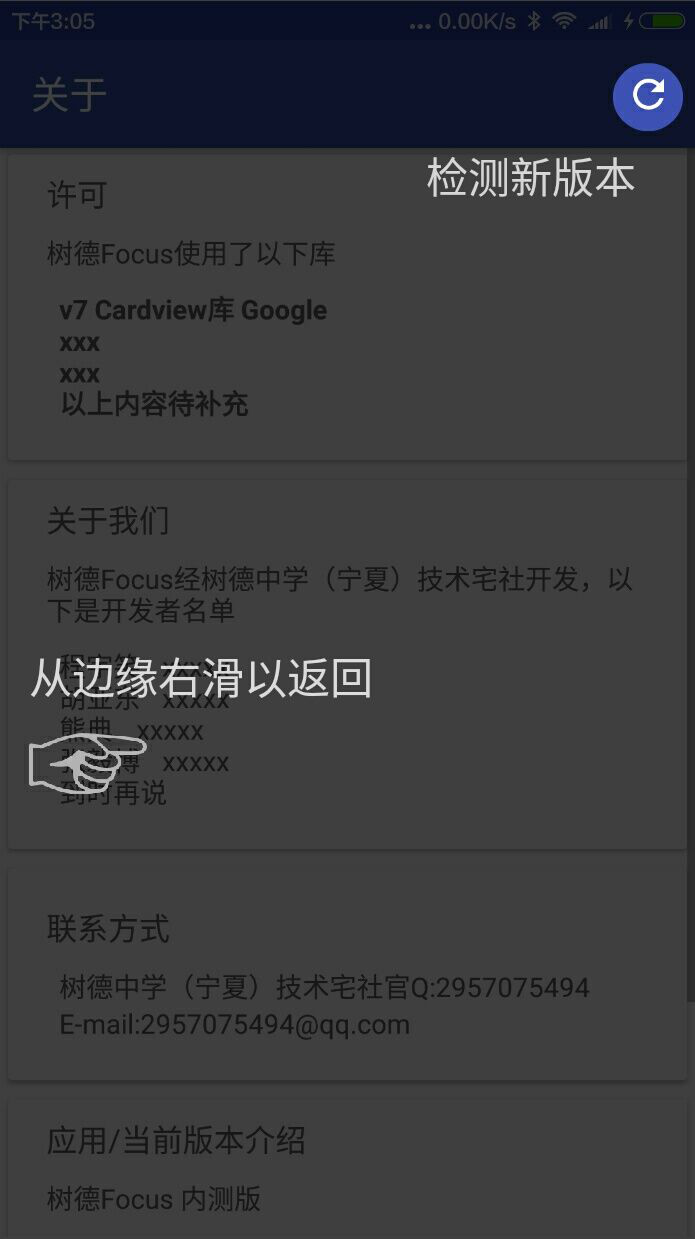 下午3:05
... 0.00K/s
关于
检测新版本
许可
树德Focus使用了以下库
v7 Cardview库 Google
xxx
xxx
以上内容待补充
关于我们
树德Focus经树德中学（宁夏）技术宅社开发，以
下是开发者名单
从边缘右滑以返回
胡亚东 xxxxx
熊典 xxxxx
张毅博 xxxxx
到时再说
联系方式
树德中学（宁夏）技术宅社官Q:2957075494
E-mail:2957075494@qq.com
应用/当前版本介绍
树德Focus 内测版